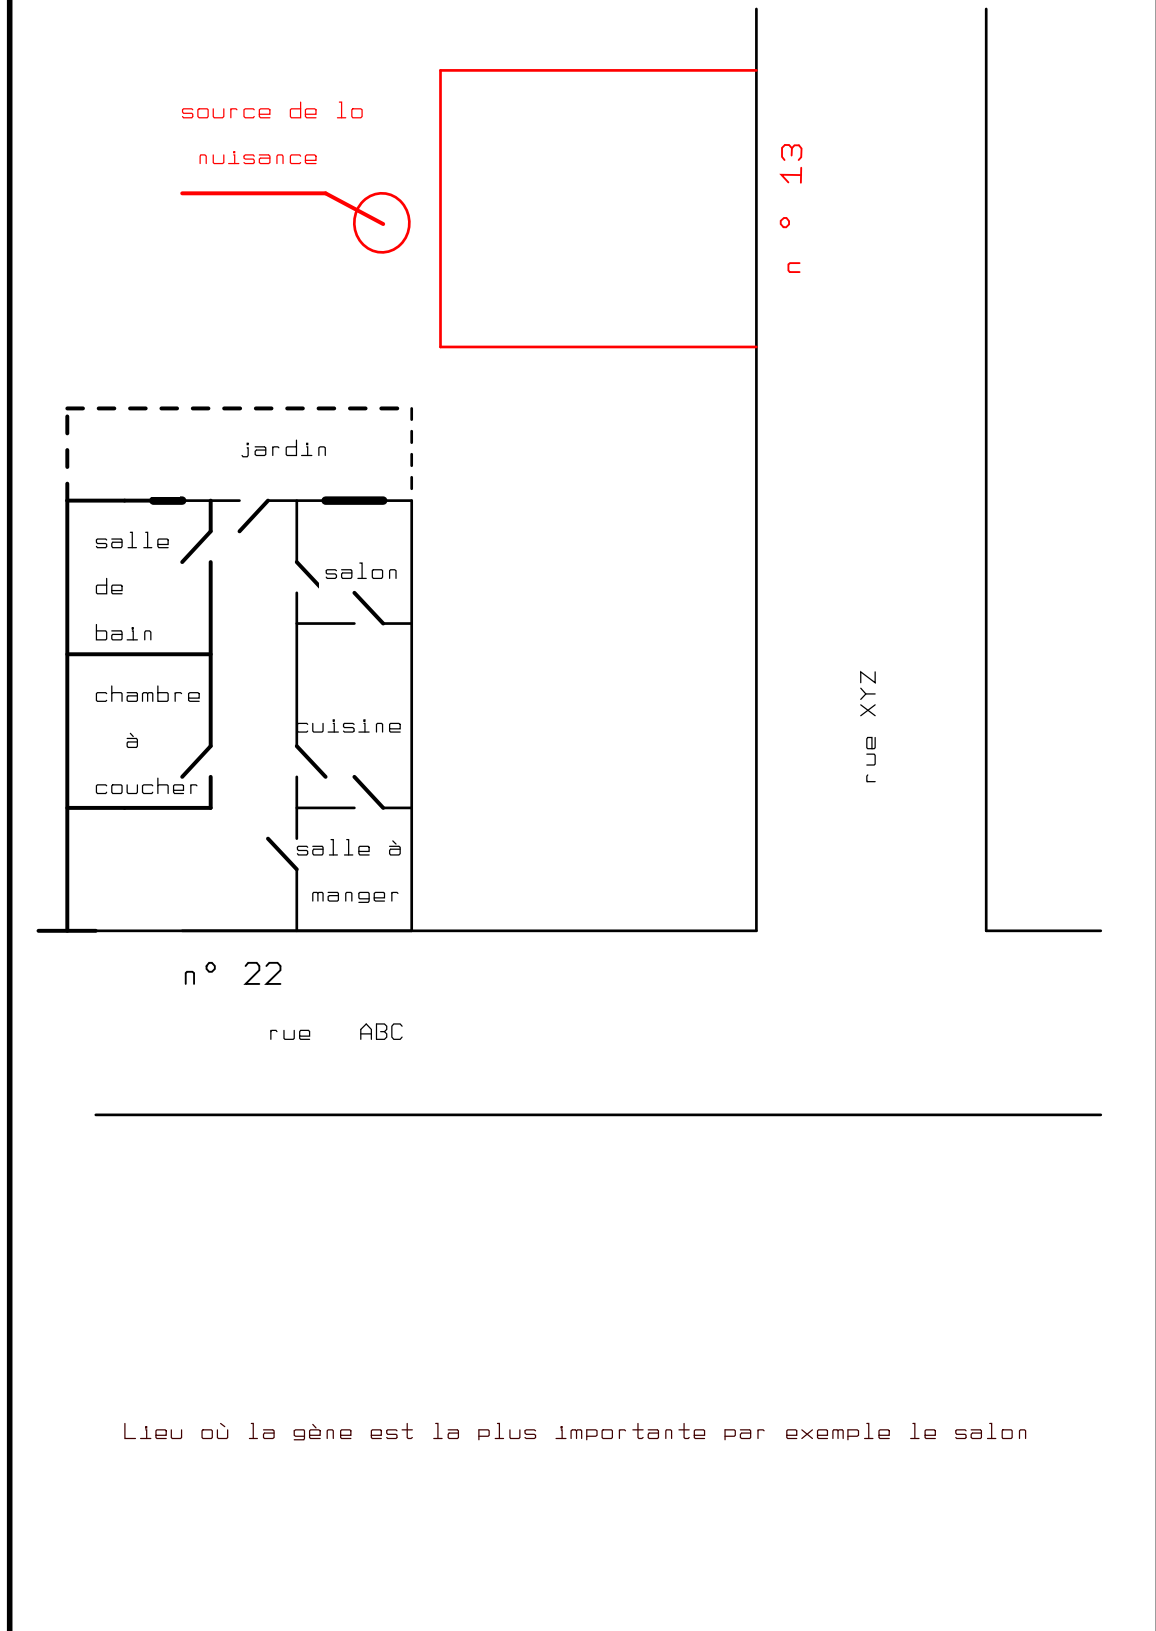 source de lo
nuisance
n° 13
jardin
salle
de
bain
salon
chambre
à
coucher
cuisine
rue XYZ
salle à
manger
n° 22
rue ABC
Lieu où la gène est la plus importante par exemple le salon